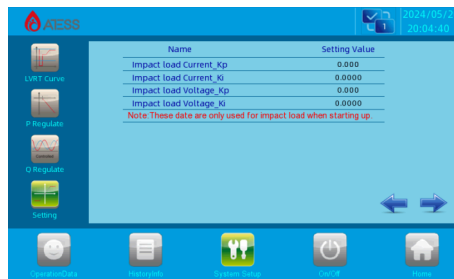 ATESS
1
2024/05/2
20:04:40
Name Setting Value
Impact load Current_Kp 0.000
Impact load Current_Ki 0.0000
Impact load Voltage_Kp 0.000
Impact load Voltage_Ki 0.0000
Note:These date are only used for impact load when starting up.
LVRT Curve
P Regulate
Q Regulate
Setting
OperationData HistoryInfo System Setup On/Off Home